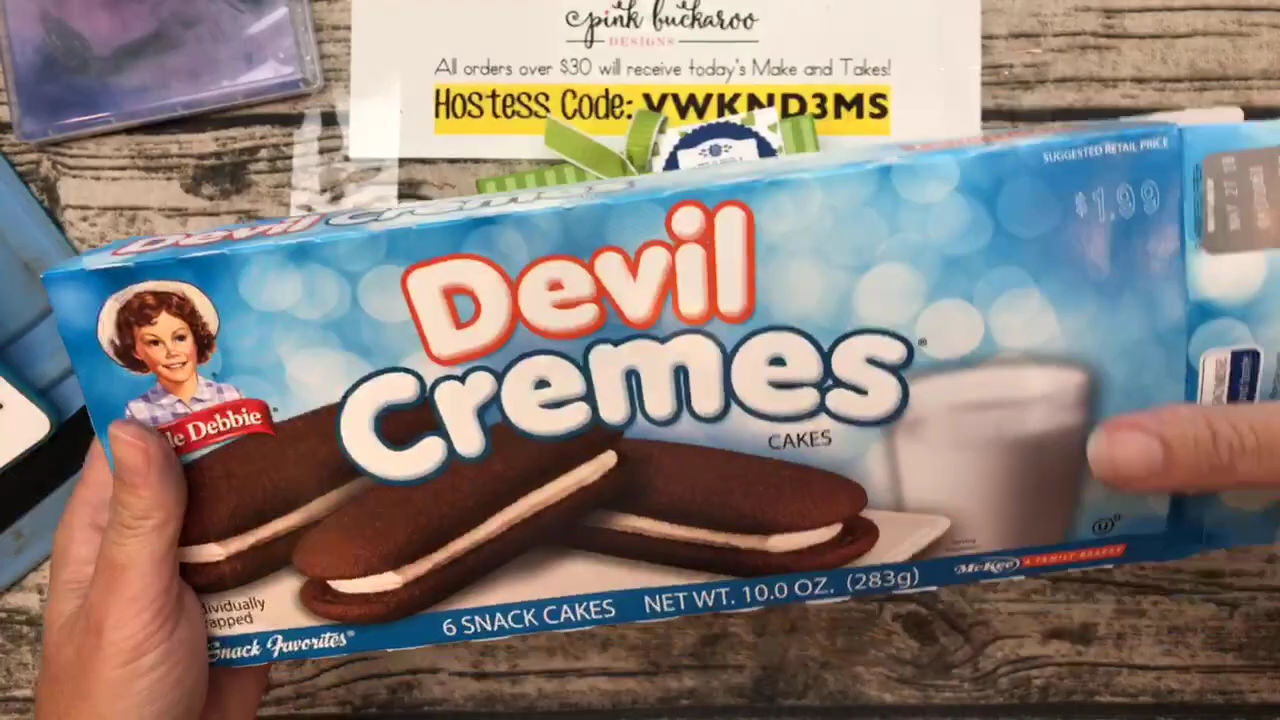 pink buckaroo
DESIGNS
All orders over $30 will receive today's Make and Takes!
Hostess Code: VWKND3MS
SUGGESTED RETAIL PRICE
$1.99
Devil Cremes
Devil
Cremes®
CAKES
le Debbie
dividually
apped
6 SNACK CAKES NET WT. 10.0 OZ. (283g)
McKee A FAMILY BAKERY
Snack Favorites®